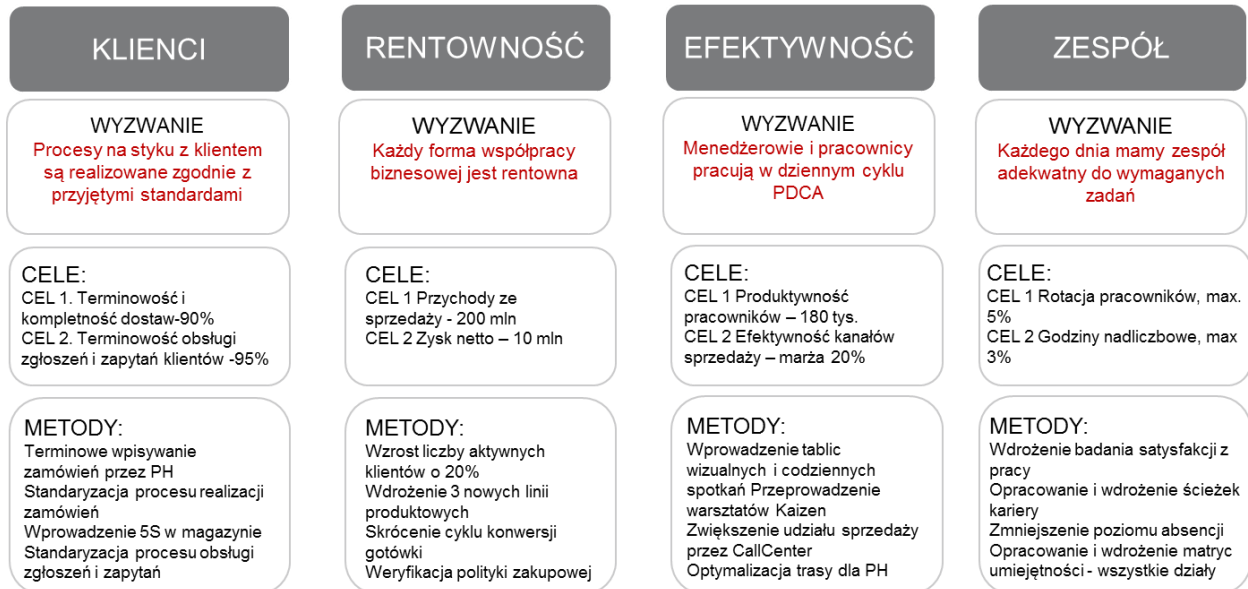 KLIENCI
WYZWANIE
Procesy na styku z klientem
są realizowane zgodnie z
przyjętymi standardami
CELE:
CEL 1. Terminowość i
kompletność dostaw-90%
CEL 2. Terminowość obsługi
zgłoszeń i zapytań klientów -95%
METODY:
Terminowe wpisywanie
zamówień przez PH
Standaryzacja procesu realizacji
zamówień
Wprowadzenie 5S w magazynie
Standaryzacja procesu obsługi
zgłoszeń i zapytań
RENTOWNOŚĆ
WYZWANIE
Każdy forma współpracy
biznesowej jest rentowna
CELE:
CEL 1 Przychody ze
sprzedaży - 200 mln
CEL 2 Zysk netto – 10 mln
METODY:
Wzrost liczby aktywnych
klientów o 20%
Wdrożenie 3 nowych linii
produktowych
Skrócenie cyklu konwersji
gotówki
Weryfikacja polityki zakupowej
EFEKTYWNOŚĆ
WYZWANIE
Menedżerowie i pracownicy
pracują w dziennym cyklu
PDCA
CELE:
CEL 1 Produktywność
pracowników – 180 tys.
CEL 2 Efektywność kanałów
sprzedaży – marża 20%
METODY:
Wprowadzenie tablic
wizualnych i codziennych
spotkań Przeprowadzenie
warsztatów Kaizen
Zwiększenie udziału sprzedaży
przez CallCenter
Optymalizacja trasy dla PH
ZESPÓŁ
WYZWANIE
Każdego dnia mamy zespół
adekwatny do wymaganych
zadań
CELE:
CEL 1 Rotacja pracowników, max.
5%
CEL 2 Godziny nadliczbowe, max
3%
METODY:
Wdrożenie badania satysfakcji z
pracy
Opracowanie i wdrożenie ścieżek
kariery
Zmniejszenie poziomu absencji
Opracowanie i wdrożenie matryc
umiejętności - wszystkie działy